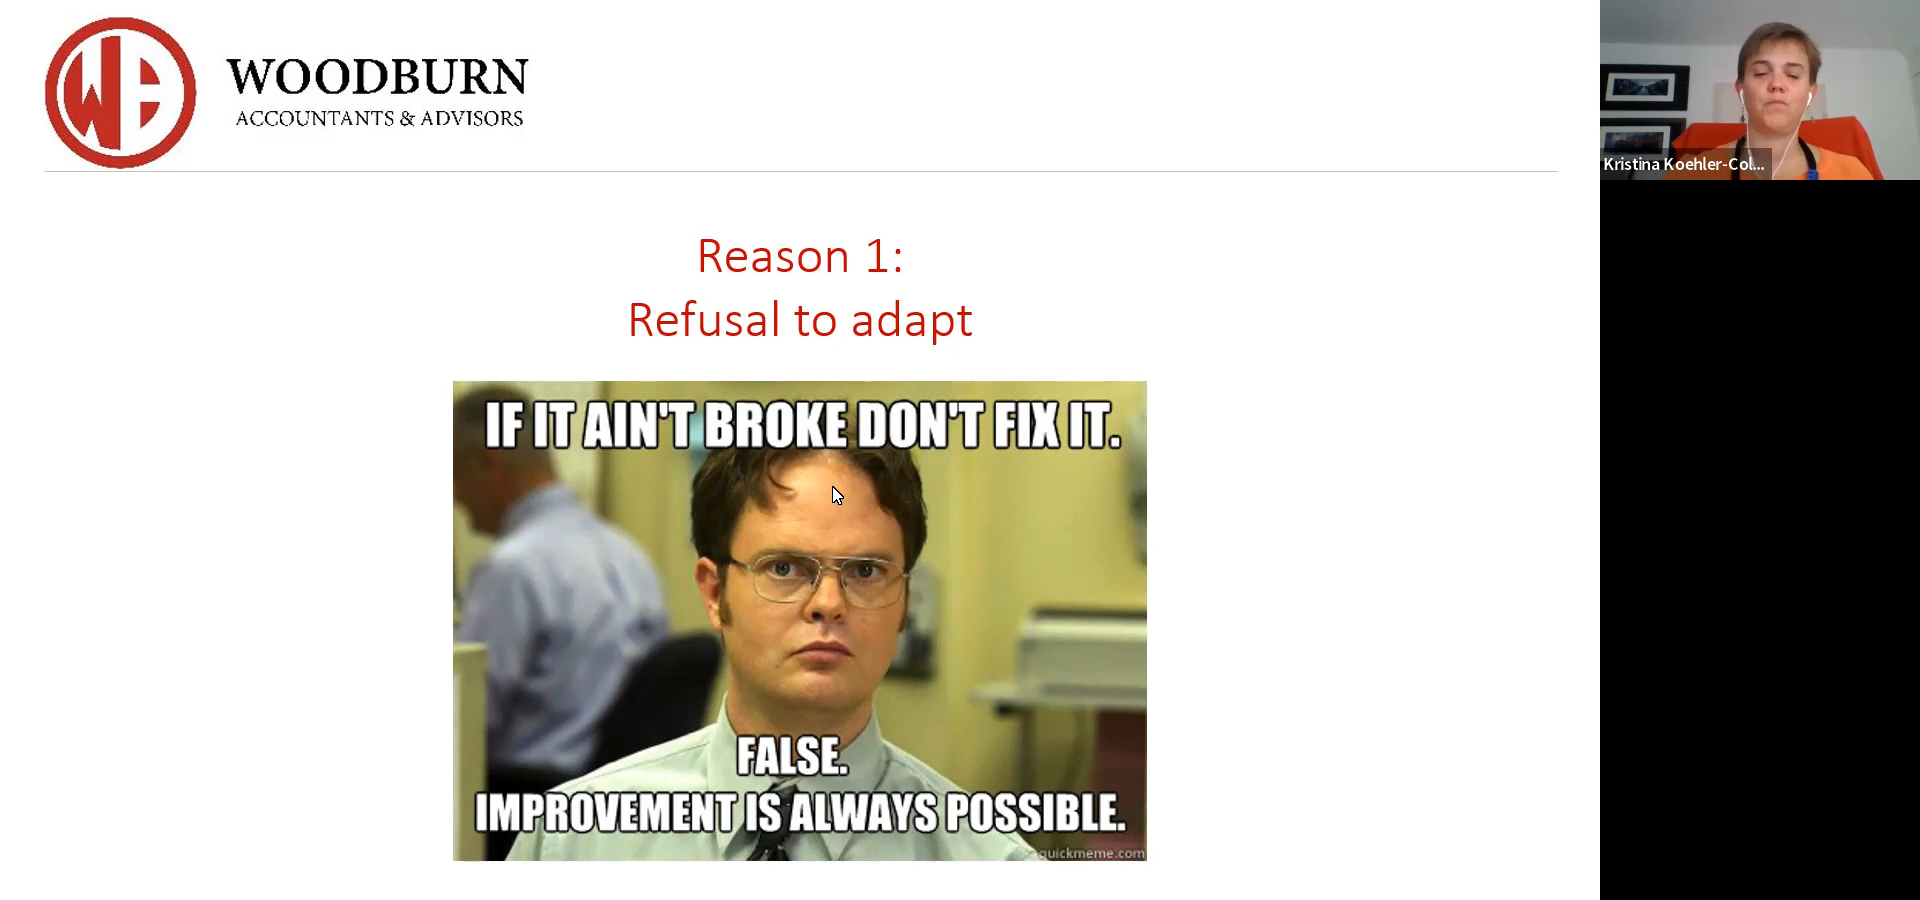 WOODBURN
ACCOUNTANTS & ADVISORS
Kristina Koehler-Col...
Reason 1:
Refusal to adapt
IF IT AIN'T BROKE DON'T FIX IT.
FALSE.
IMPROVEMENT IS ALWAYS POSSIBLE.
quickmeme.com